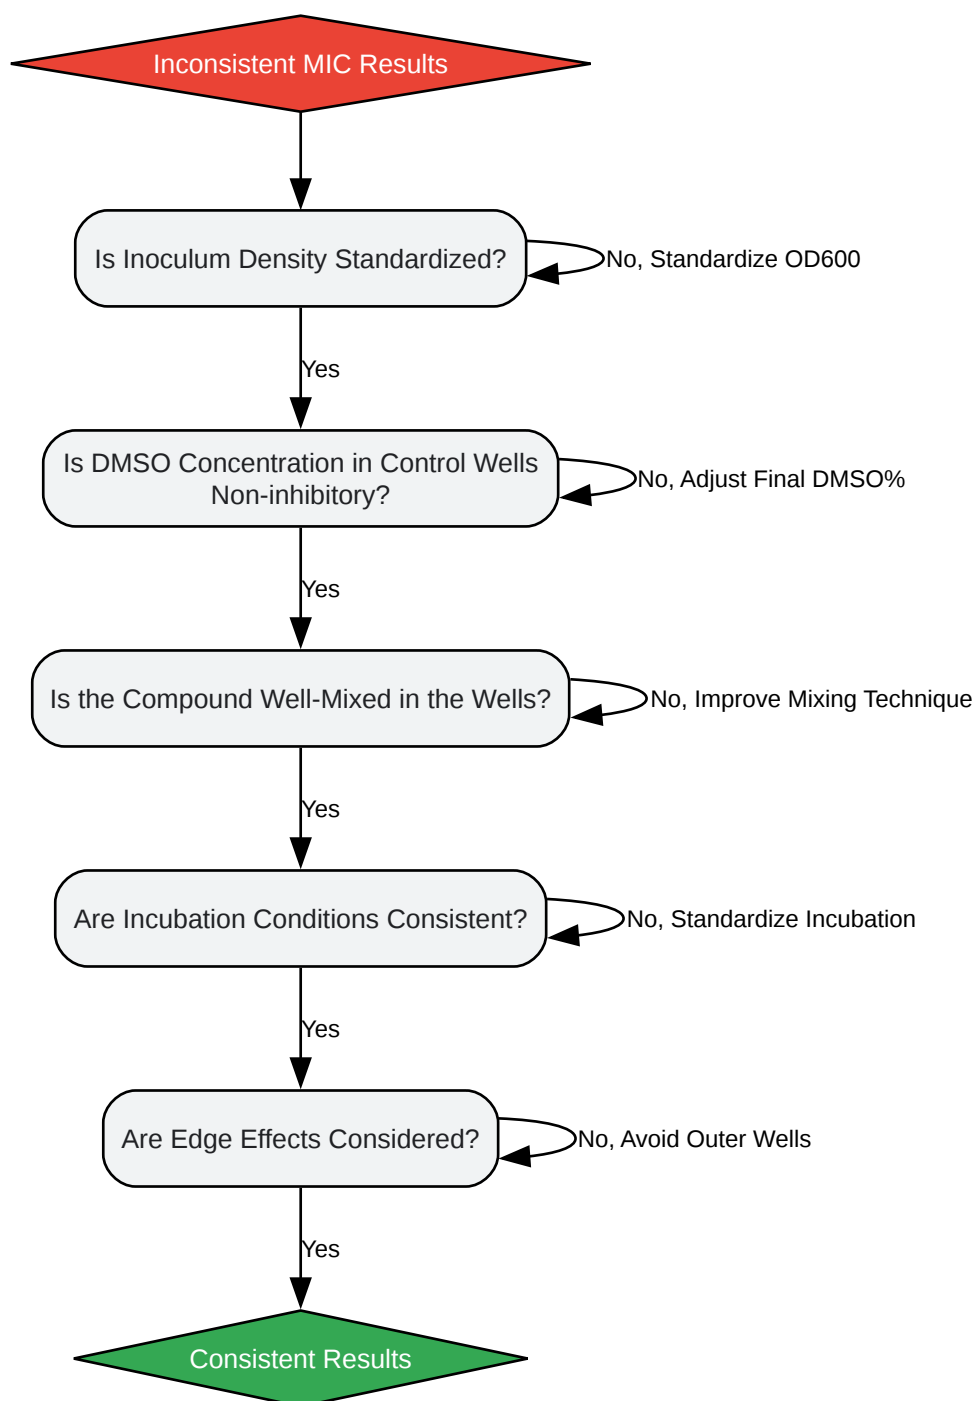 Inconsistent MIC Results
Is Inoculum Density Standardized?
No, Standardize OD600
Yes
Is DMSO Concentration in Control Wells
Non-inhibitory?
No, Adjust Final DMSO%
Yes
Is the Compound Well-Mixed in the Wells?
No, Improve Mixing Technique
Yes
Are Incubation Conditions Consistent?
No, Standardize Incubation
Yes
Are Edge Effects Considered?
No, Avoid Outer Wells
Yes
Consistent Results